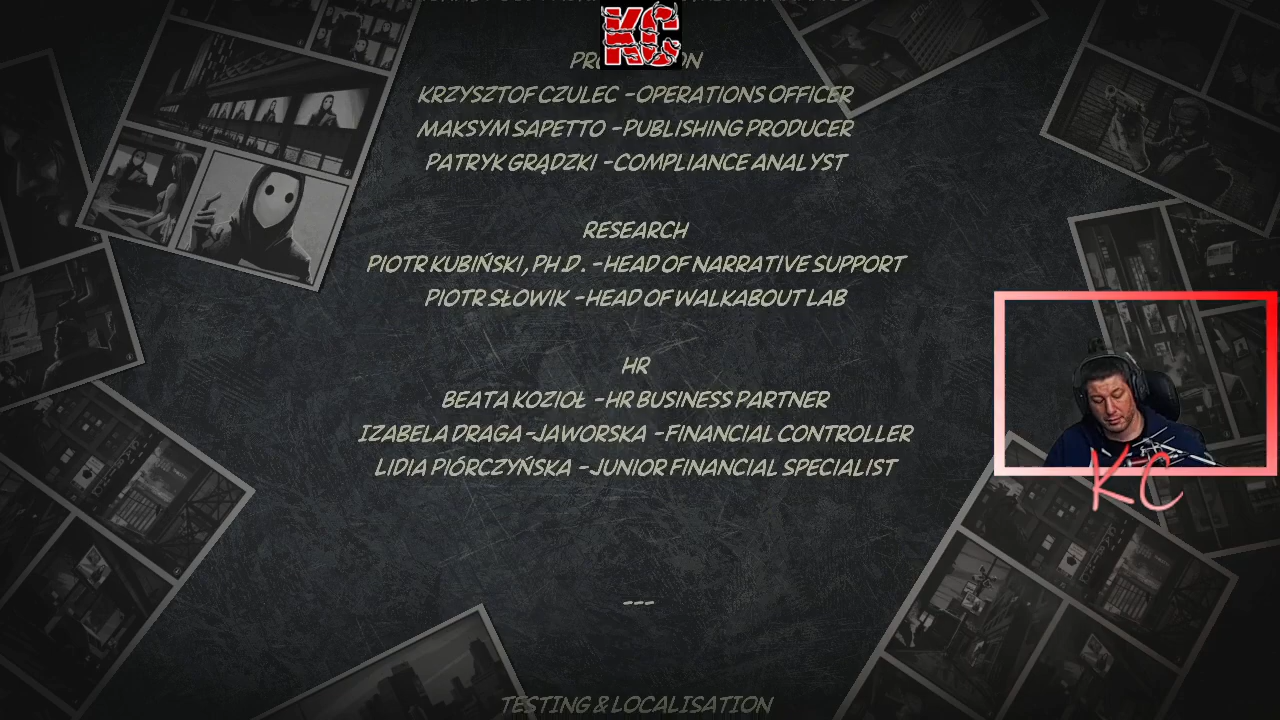 KC
KRZYSZTOF CZULEC - OPERATIONS OFFICER
MAKSYM SAPETTO - PUBLISHING PRODUCER
PATRYK GRĄDZKI - COMPLIANCE ANALYST
RESEARCH
PIOTR KUBIŃSKI, PH.D. - HEAD OF NARRATIVE SUPPORT
PIOTR SŁOWIK - HEAD OF WALKABOUT LAB
HR
BEATA KOZIOŁ - HR BUSINESS PARTNER
IZABELA DRAGA-JAWORSKA - FINANCIAL CONTROLLER
LIDIA PIÓRCZYŃSKA - JUNIOR FINANCIAL SPECIALIST
KC
---
TESTING & LOCALISATION